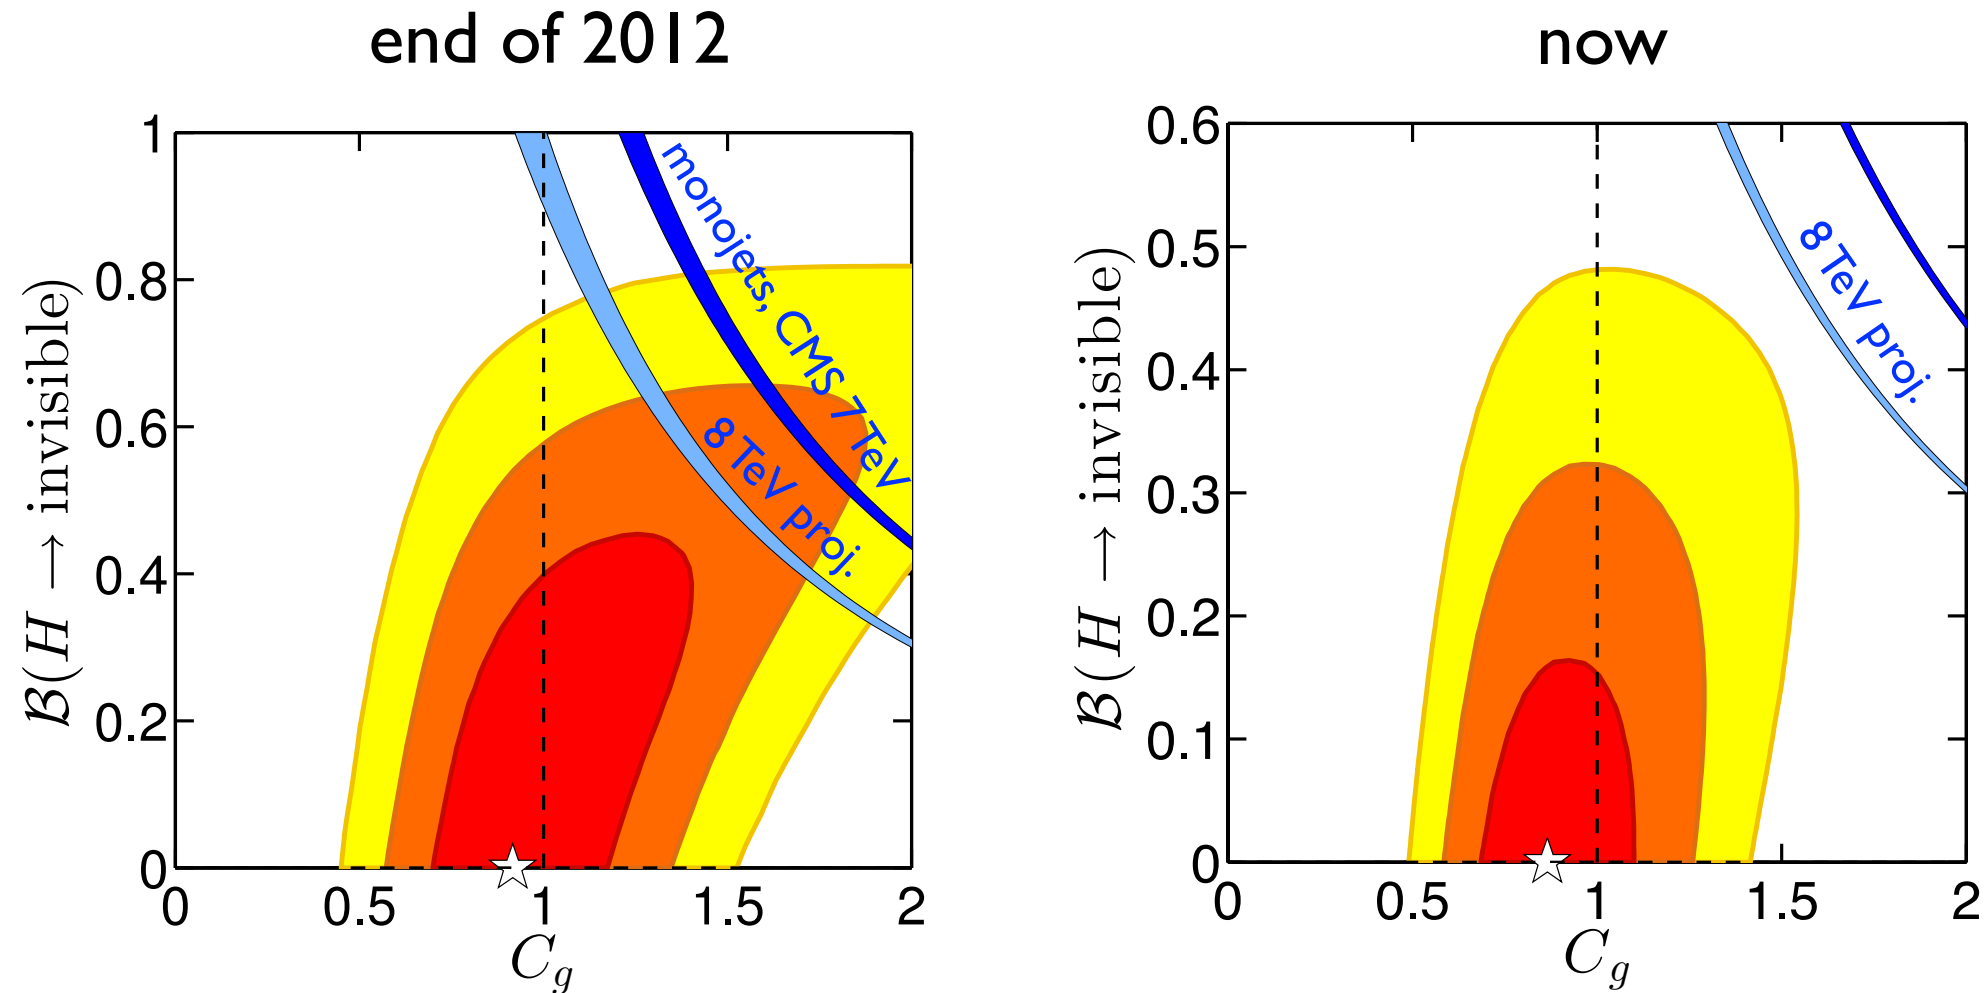 end of 2012
1
0.8
0.6
0.4
0.2
0
0 0.5 1 1.5 2
C_g
ℬ(H → invisible)
monojets, CMS 7 TeV
8 TeV proj.
now
0.6
0.5
0.4
0.3
0.2
0.1
0
0 0.5 1 1.5 2
C_g
ℬ(H → invisible)
8 TeV proj.